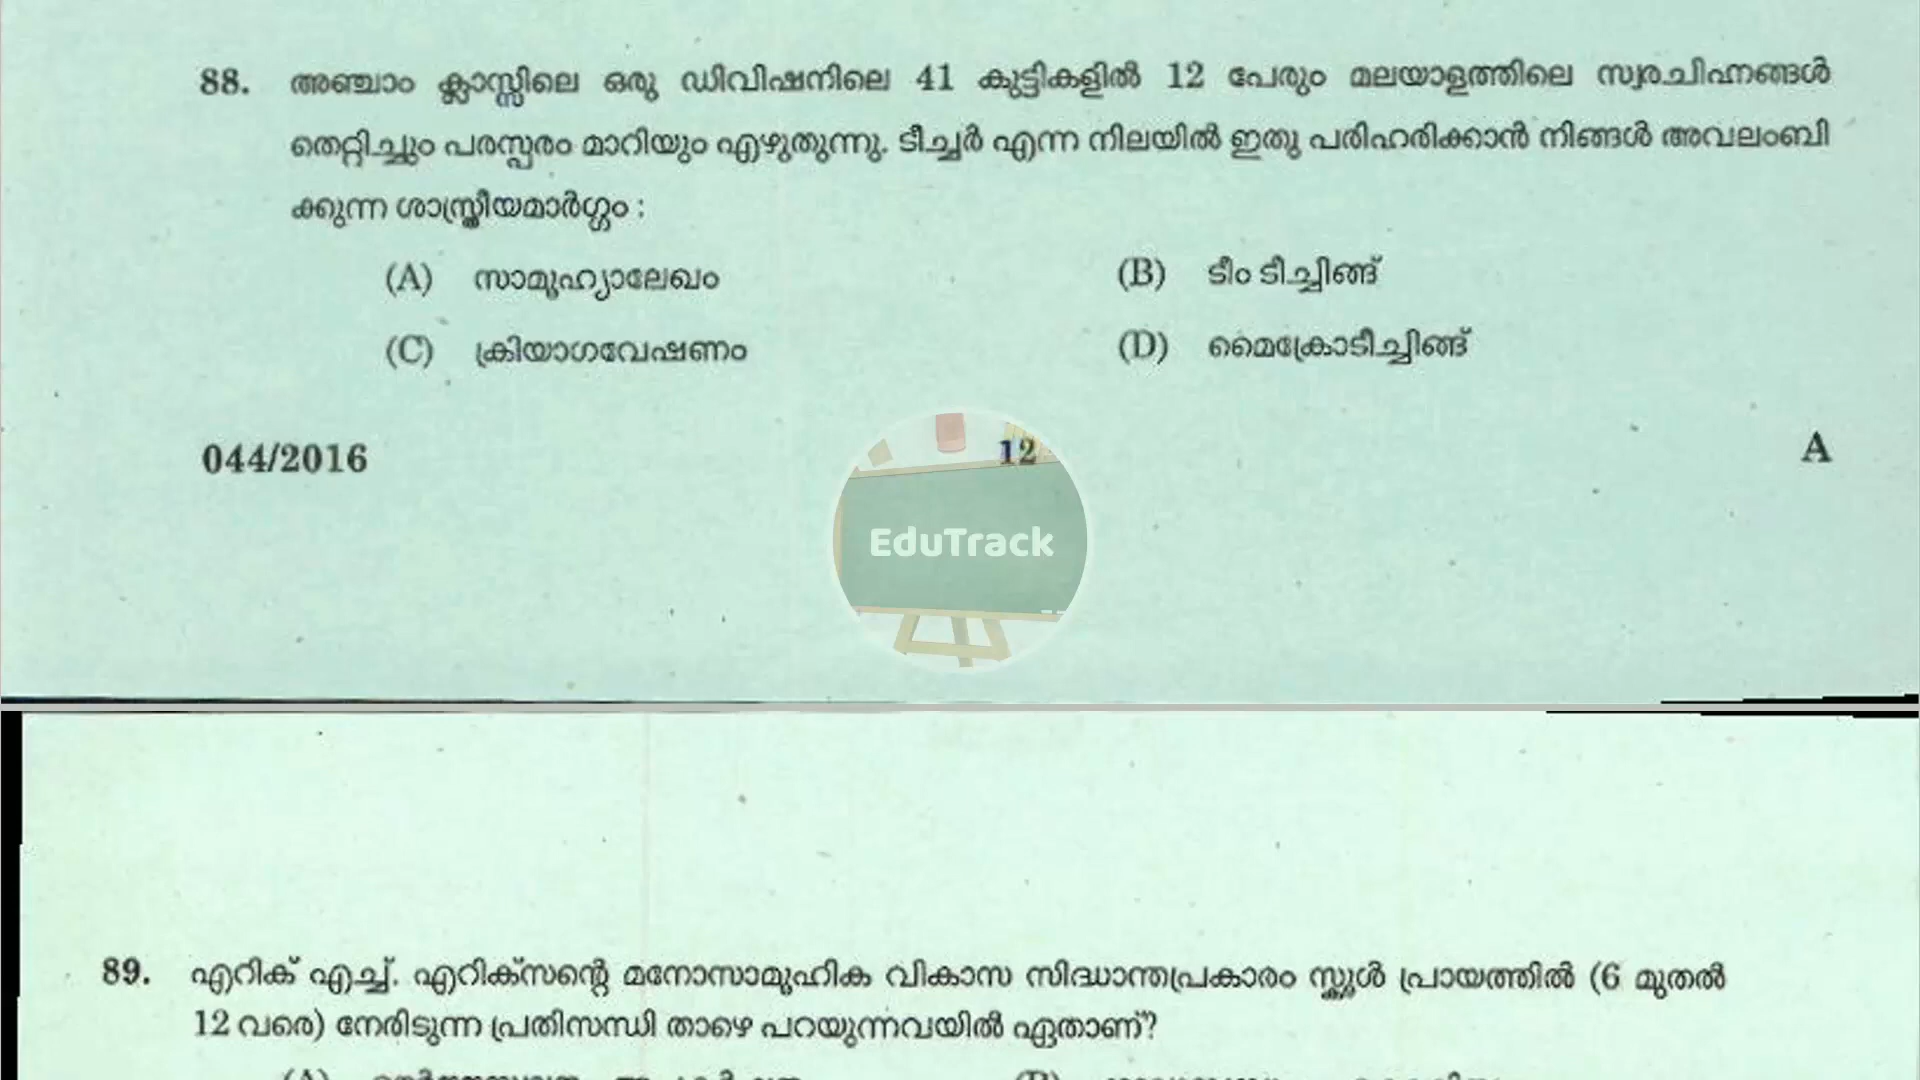 88. അഞ്ചാം ക്ലാസ്സിലെ ഒരു ഡിവിഷനിലെ 41 കുട്ടികളിൽ 12 പേരും മലയാളത്തിലെ സ്വരചിഹ്നങ്ങൾ
തെറ്റിച്ചും പരസ്പരം മാറിയും എഴുതുന്നു. ടീച്ചർ എന്ന നിലയിൽ ഇതു പരിഹരിക്കാൻ നിങ്ങൾ അവലംബി
ക്കുന്ന ശാസ്ത്രീയമാർഗ്ഗം :
(A) സാമൂഹ്യാലേഖം (B) ടീം ടീച്ചിങ്ങ്
(C) ക്രിയാഗവേഷണം (D) മൈക്രോടീച്ചിങ്ങ്
044/2016 12 A
EduTrack
89. എറിക് എച്ച്. എറിക്സന്റെ മനോസാമൂഹിക വികാസ സിദ്ധാന്തപ്രകാരം സ്കൂൾ പ്രായത്തിൽ (6 മുതൽ
12 വരെ) നേരിടുന്ന പ്രതിസന്ധി താഴെ പറയുന്നവയിൽ ഏതാണ്?
(A) (B)